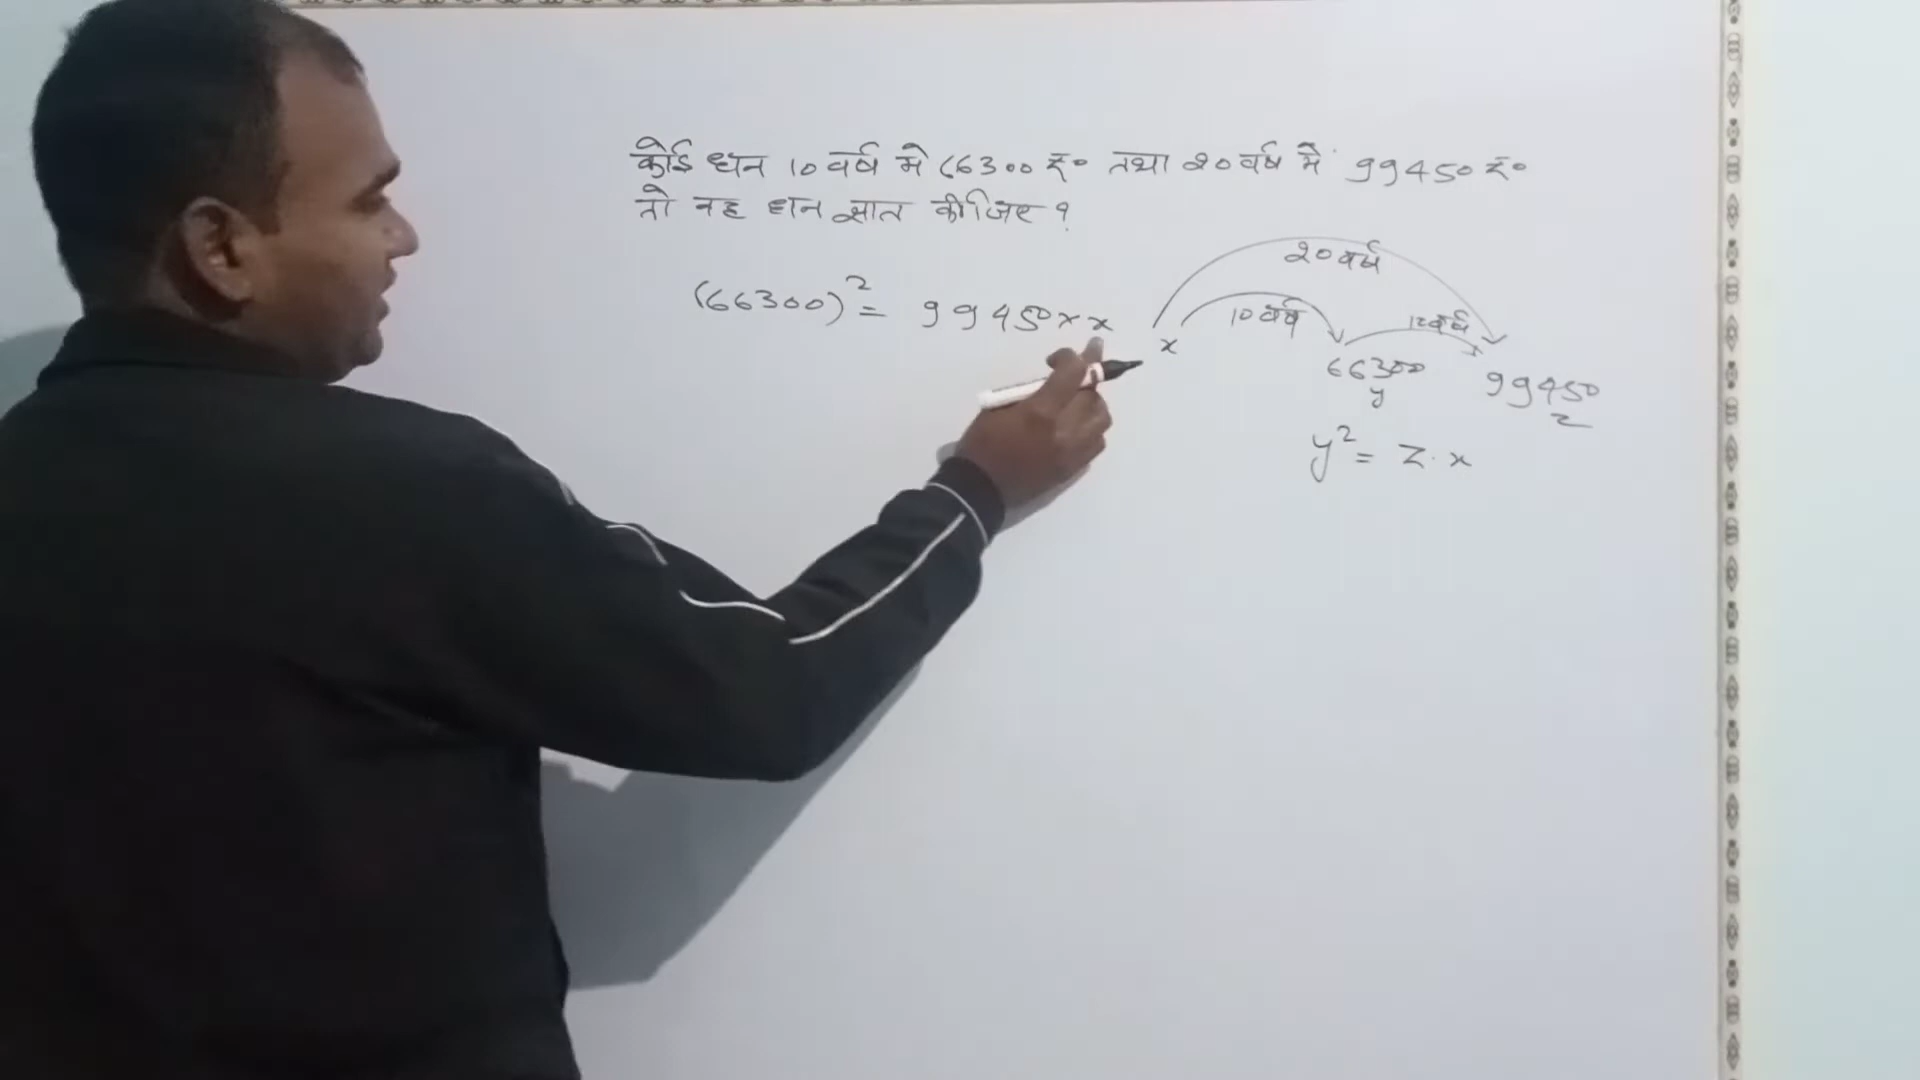 कोई धन 10 वर्ष मे 66300 रु० तथा 20 वर्ष मे 99450 रु०
तो वह धन ज्ञात कीजिए ?
20 वर्ष
(66300)² = 99450 × x
10 वर्ष
10 वर्ष
x
66300
99450
y
z
y² = z . x